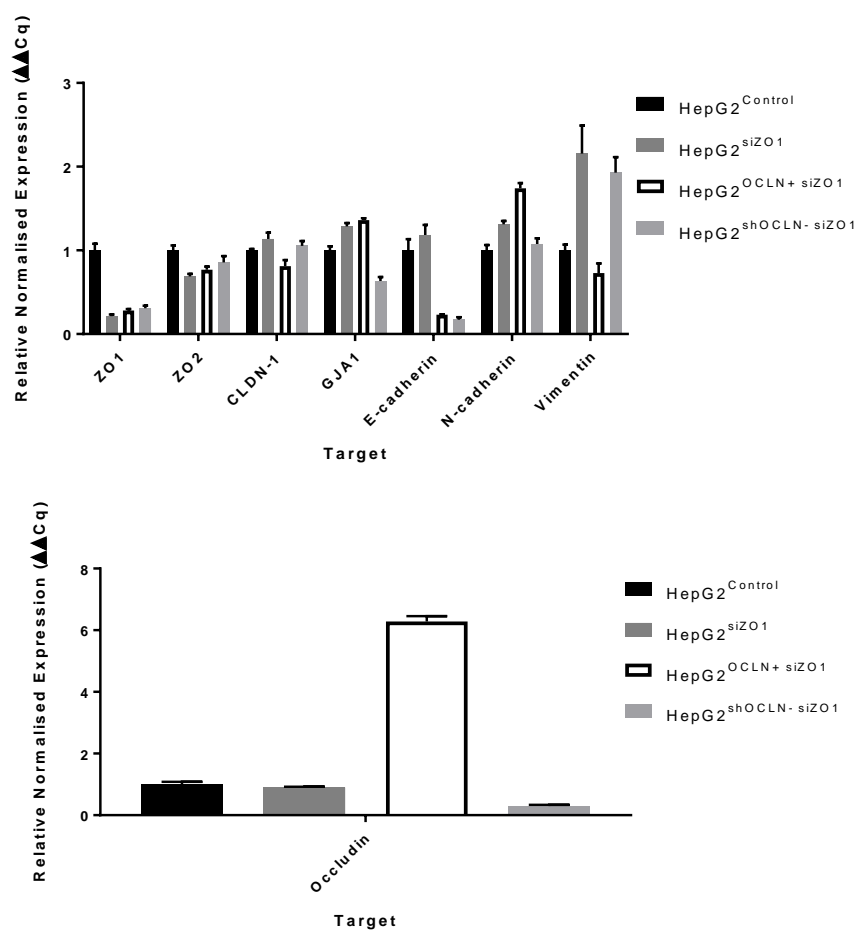 Relative Normalised Expression (▲▲Cq)
3
2
1
0
ZO1
ZO2
CLDN-1
GJA1
E-cadherin
N-cadherin
Vimentin
Target
HepG2Control
HepG2siZO1
HepG2OCLN+ siZO1
HepG2shOCLN- siZO1
Relative Normalised Expression (▲▲Cq)
8
6
4
2
0
Occludin
Target
HepG2Control
HepG2siZO1
HepG2OCLN+ siZO1
HepG2shOCLN- siZO1